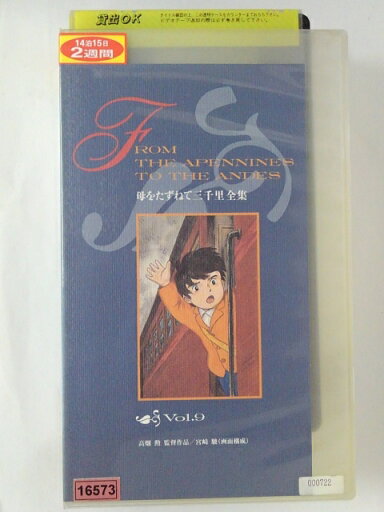 貸出OK
14泊15日
2週間
FROM
THE APENNINES
TO THE ANDES
母をたずねて三千里 全集
Vol.9
高畑 勲 監督作品/宮崎 駿(画面構成)
16573
000722